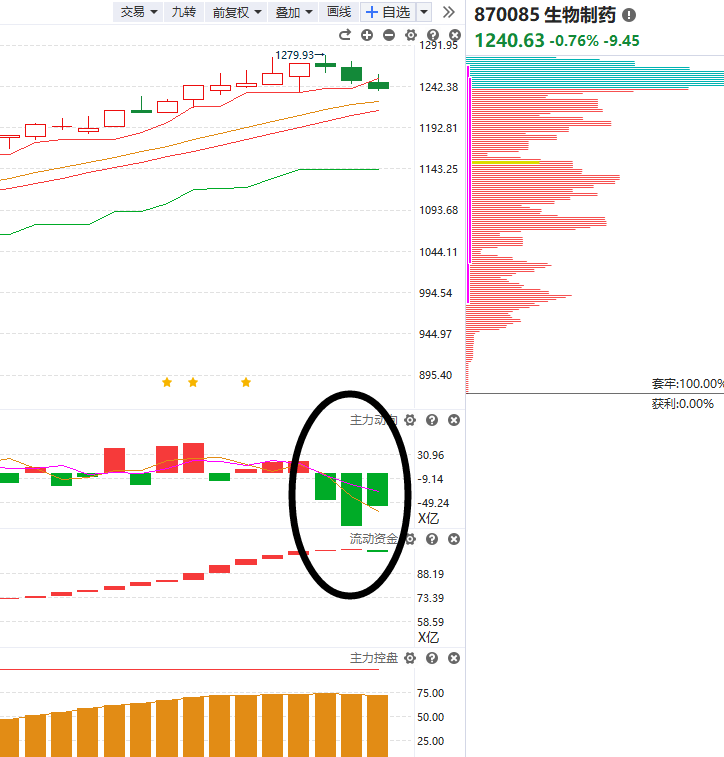 交易 九转 前复权 叠加 画线 自选
870085 生物制药
1240.63 -0.76% -9.45
1291.95
1279.93
1242.38
1192.81
1143.25
1093.68
1044.11
994.54
944.97
895.40
套牢:100.00%
获利:0.00%
主力动向
30.96
-9.14
-49.24
X亿
流动资金
88.19
73.39
58.59
X亿
主力控盘
75.00
50.00
25.00